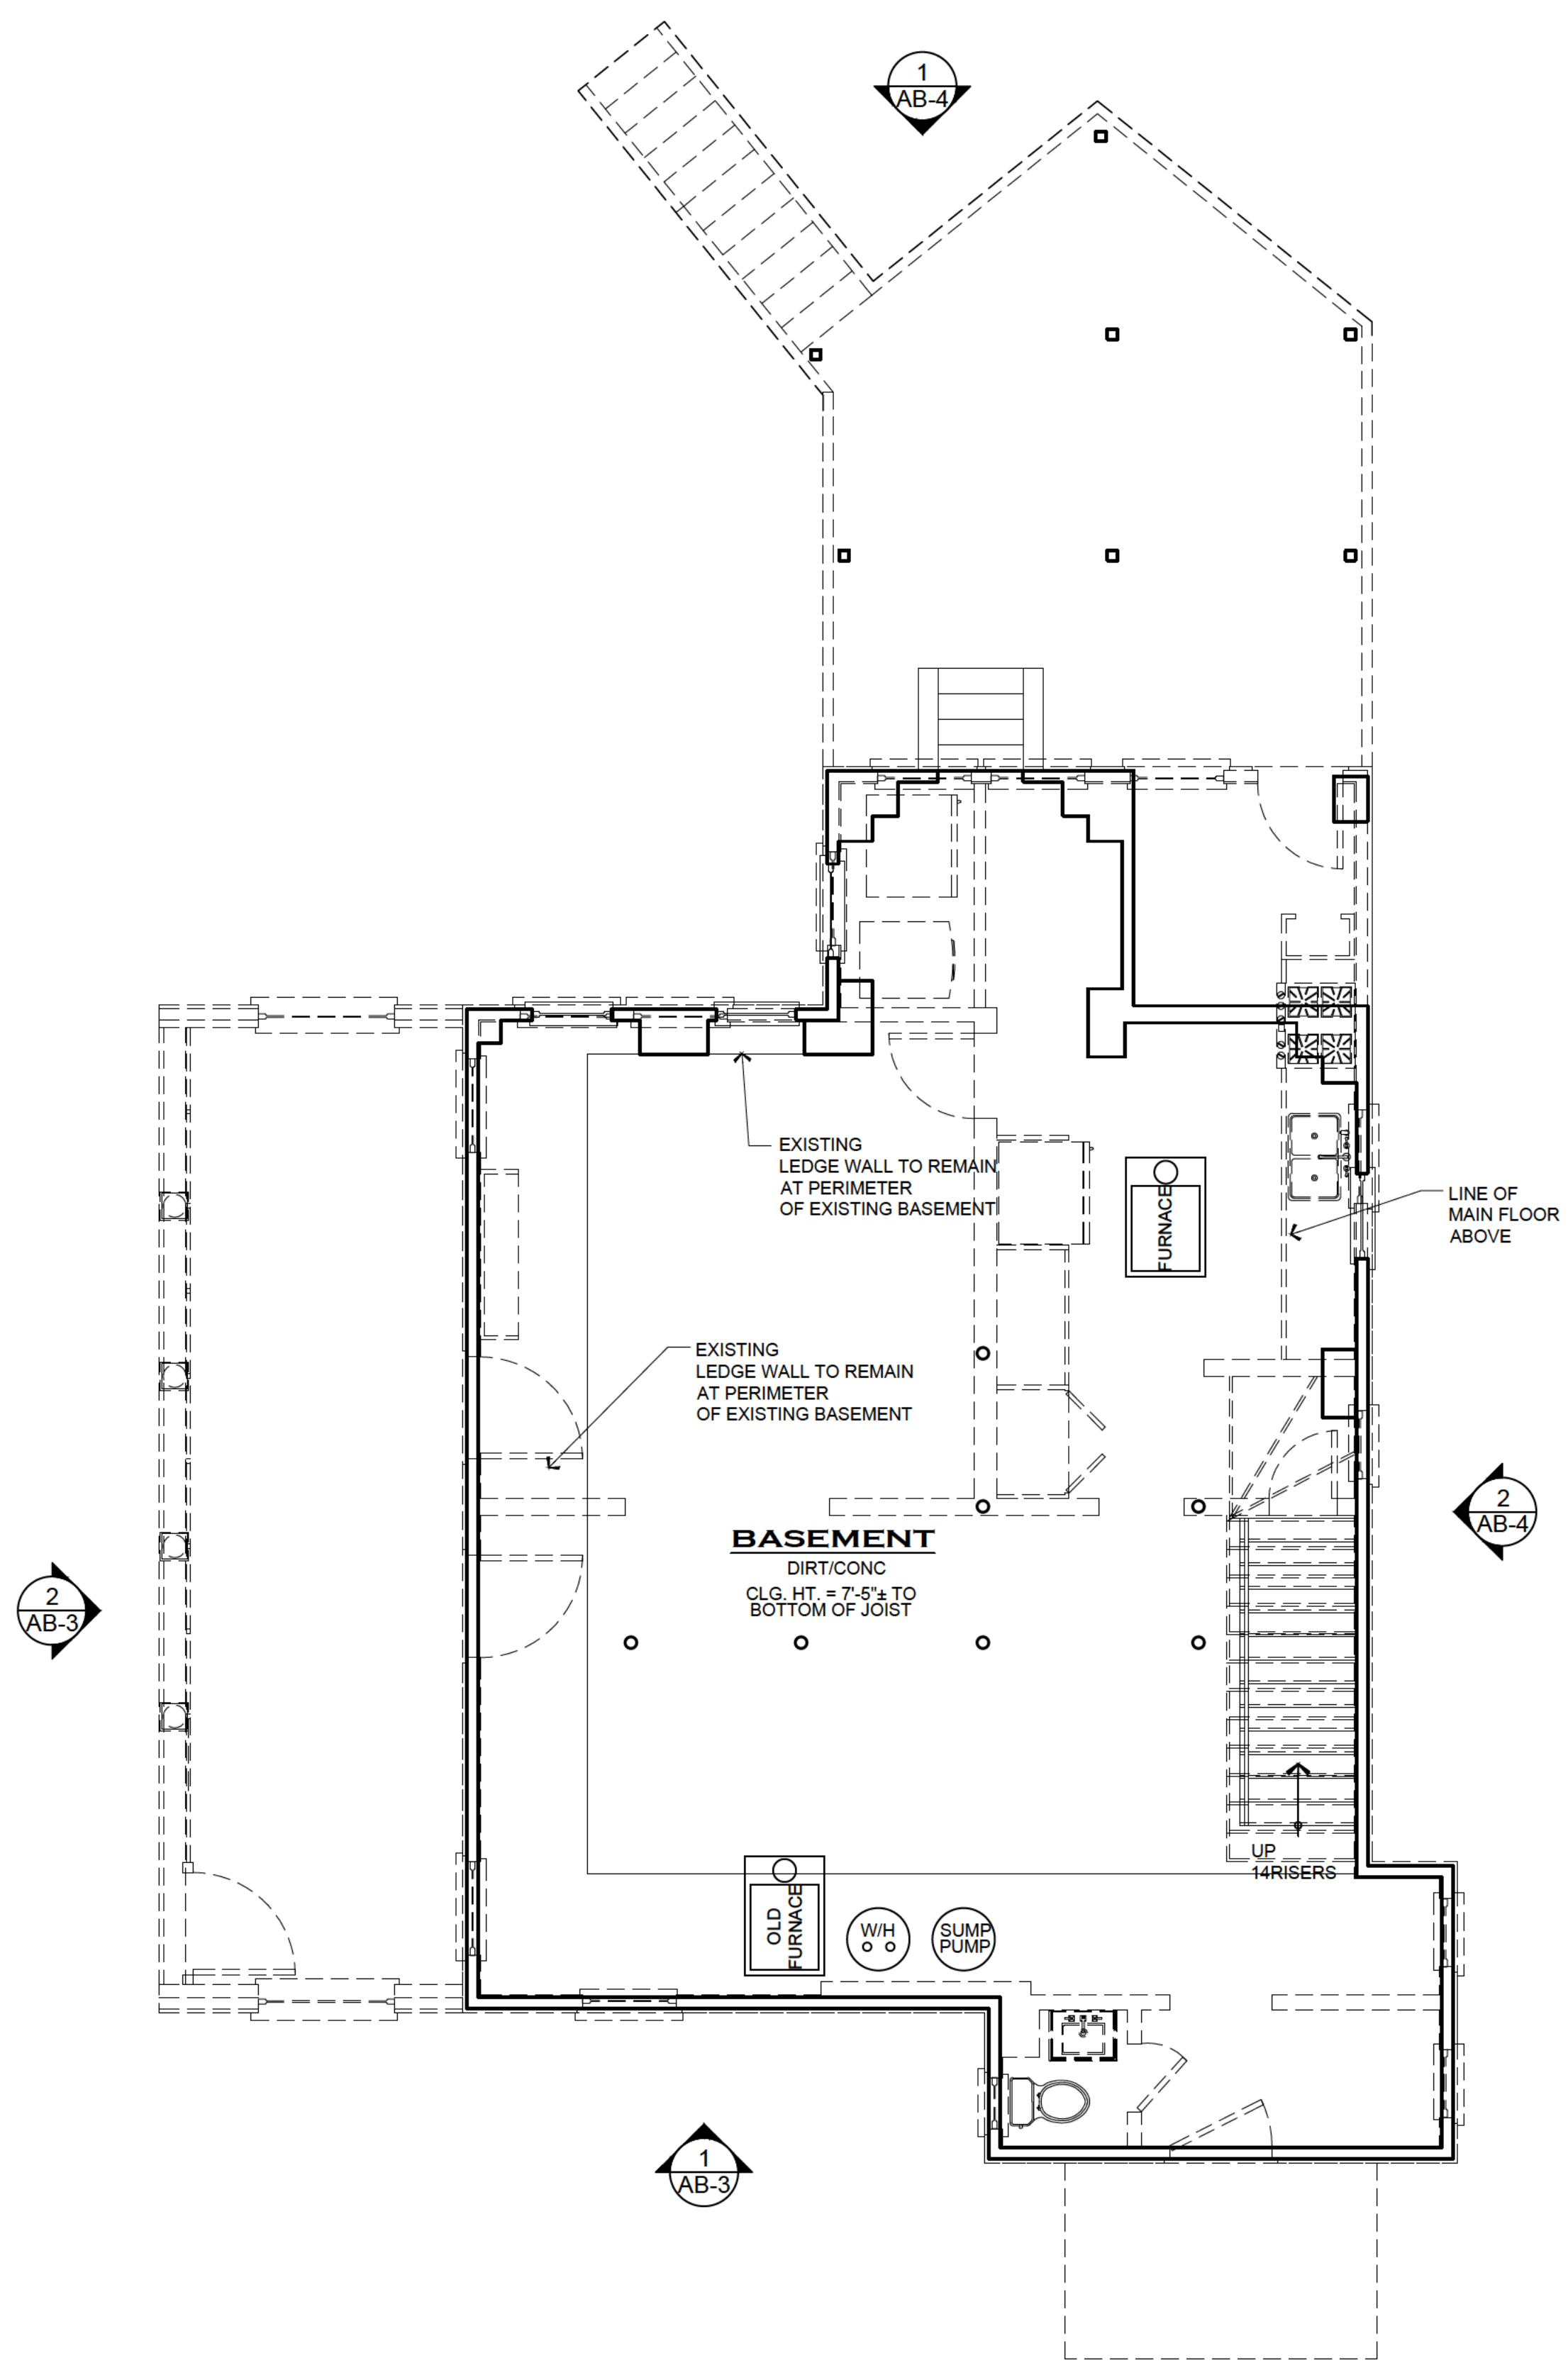 1
AB-4
EXISTING
LEDGE WALL TO REMAIN
AT PERIMETER
OF EXISTING BASEMENT
FURNACE
LINE OF
MAIN FLOOR
ABOVE
EXISTING
LEDGE WALL TO REMAIN
AT PERIMETER
OF EXISTING BASEMENT
2
AB-4
BASEMENT
DIRT/CONC
CLG. HT. = 7'-5"± TO
BOTTOM OF JOIST
2
AB-3
UP
14RISERS
OLD
FURNACE
W/H
SUMP
PUMP
1
AB-3